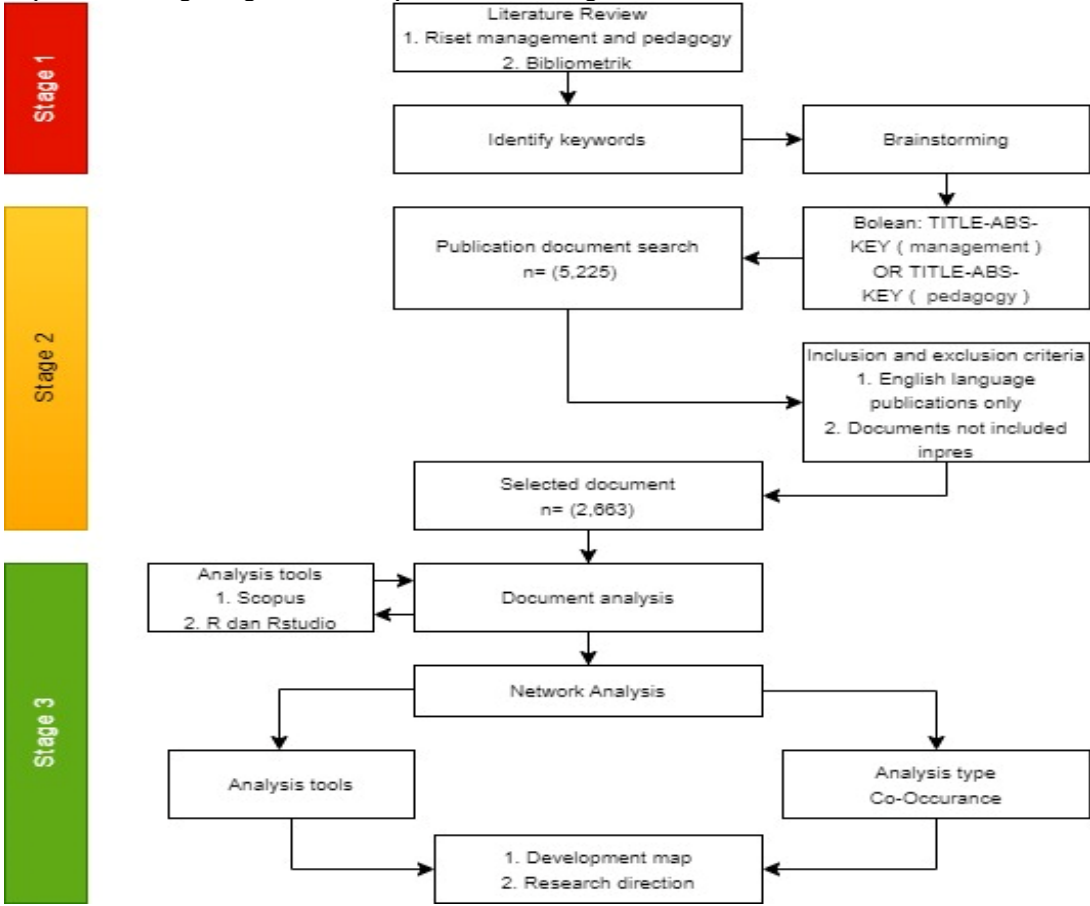 Stage 1
Literature Review
1. Riset management and pedagogy
2. Bibliometrik
Identify keywords
Brainstorming
Stage 2
Bolean: TITLE-ABS-
KEY ( management )
OR TITLE-ABS-
KEY ( pedagogy )
Publication document search
n= (5,225)
Inclusion and exclusion criteria
1. English language
publications only
2. Documents not included
inpres
Selected document
n= (2,663)
Stage 3
Analysis tools
1. Scopus
2. R dan Rstudio
Document analysis
Network Analysis
Analysis tools
Analysis type
Co-Occurance
1. Development map
2. Research direction